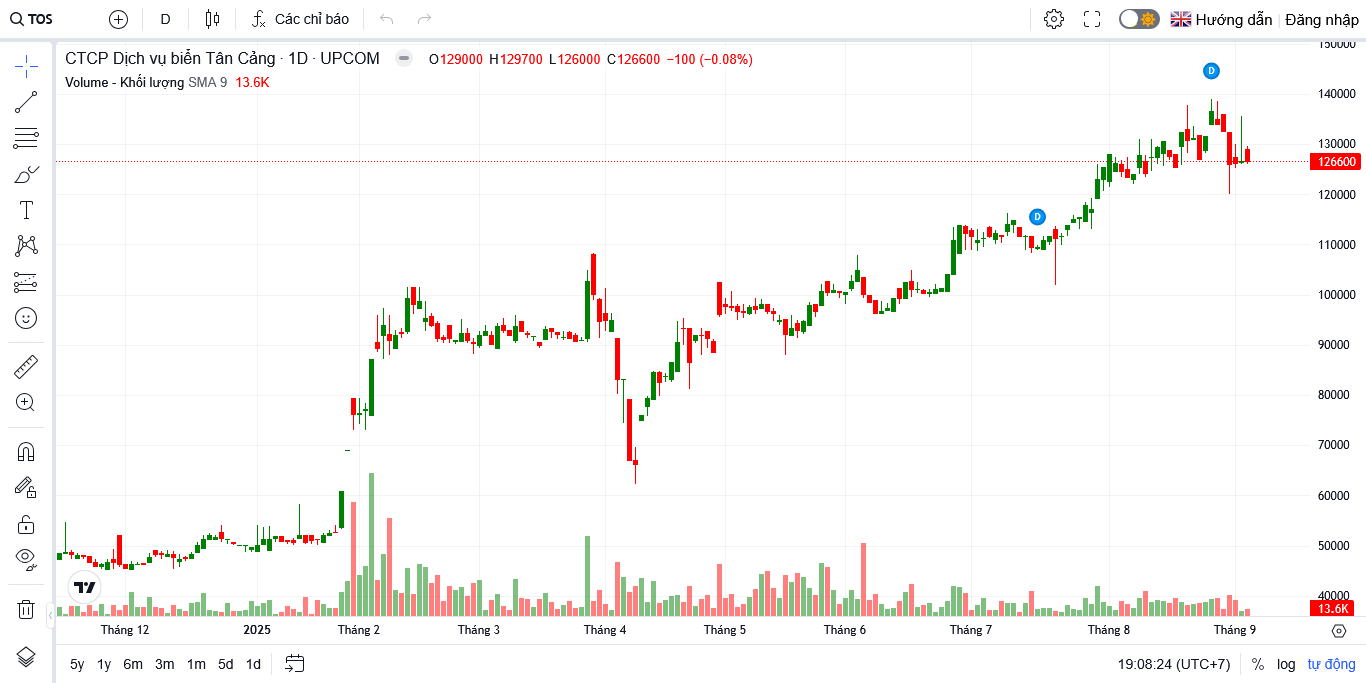 TOS D Các chỉ báo Hướng dẫn Đăng nhập
CTCP Dịch vụ biển Tân Cảng · 1D · UPCOM O129000 H129700 L126000 C126600 −100 (−0.08%)
Volume - Khối lượng SMA 9 13.6K
150000
140000
130000
126600
120000
110000
100000
90000
80000
70000
60000
50000
40000
13.6K
D
D
T
Tháng 12 2025 Tháng 2 Tháng 3 Tháng 4 Tháng 5 Tháng 6 Tháng 7 Tháng 8 Tháng 9
5y 1y 6m 3m 1m 5d 1d 19:08:24 (UTC+7) % log tự động